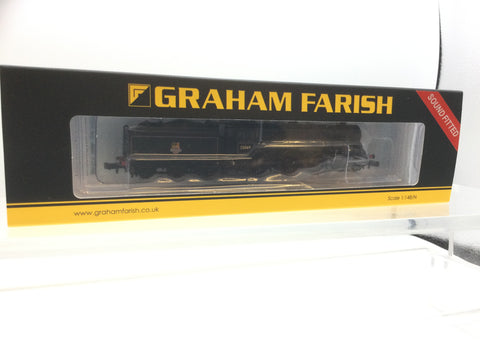 GRAHAM FARISH
SOUND FITTED
www.grahamfarish.co.uk
Scale 1:148/N